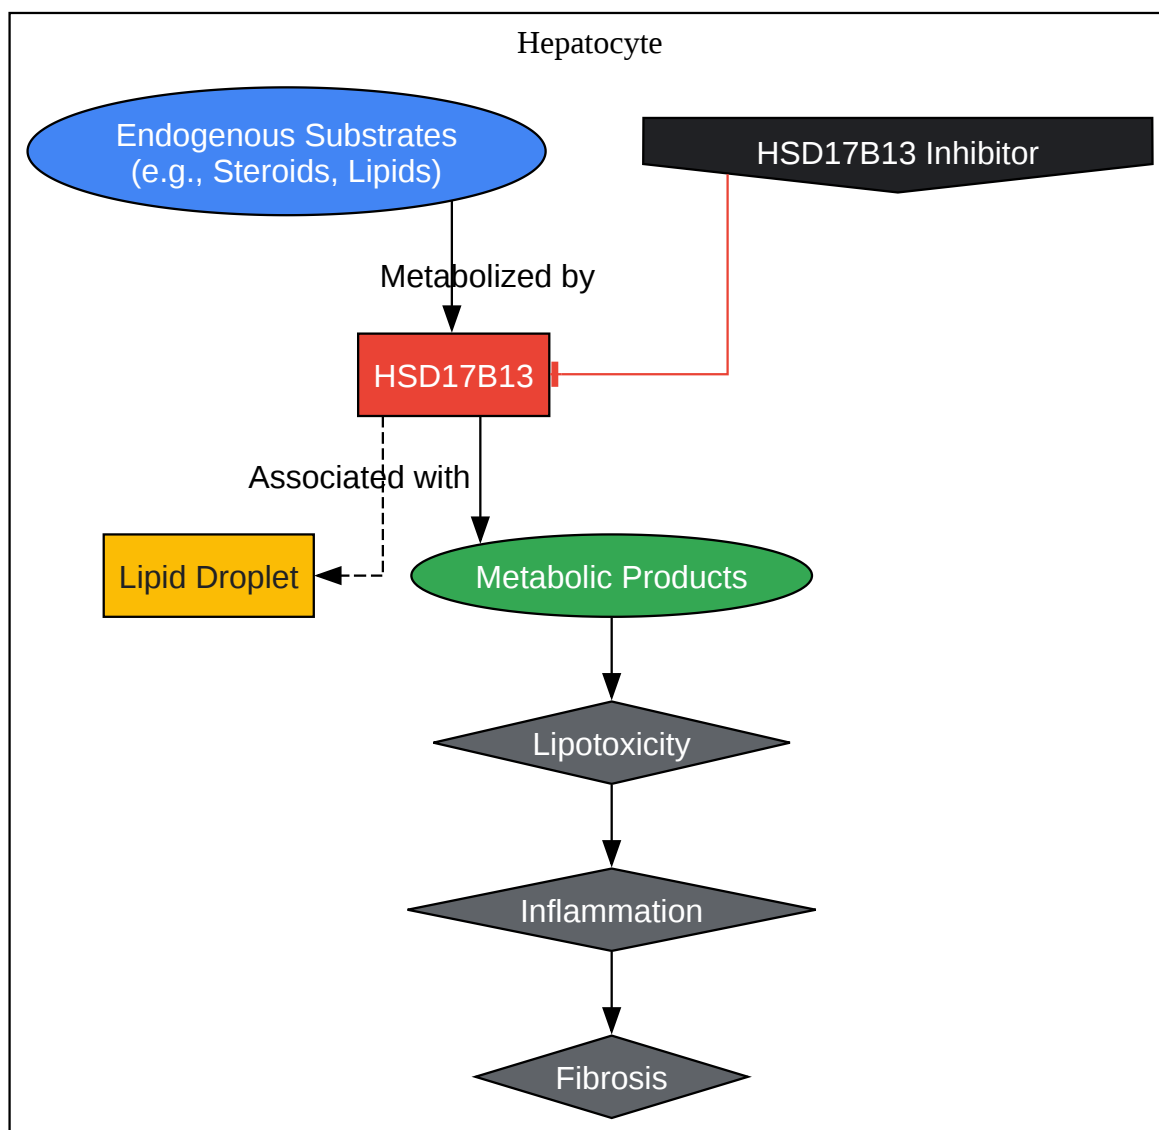 Hepatocyte
Endogenous Substrates
(e.g., Steroids, Lipids)
HSD17B13 Inhibitor
Metabolized by
HSD17B13
Associated with
Lipid Droplet
Metabolic Products
Lipotoxicity
Inflammation
Fibrosis